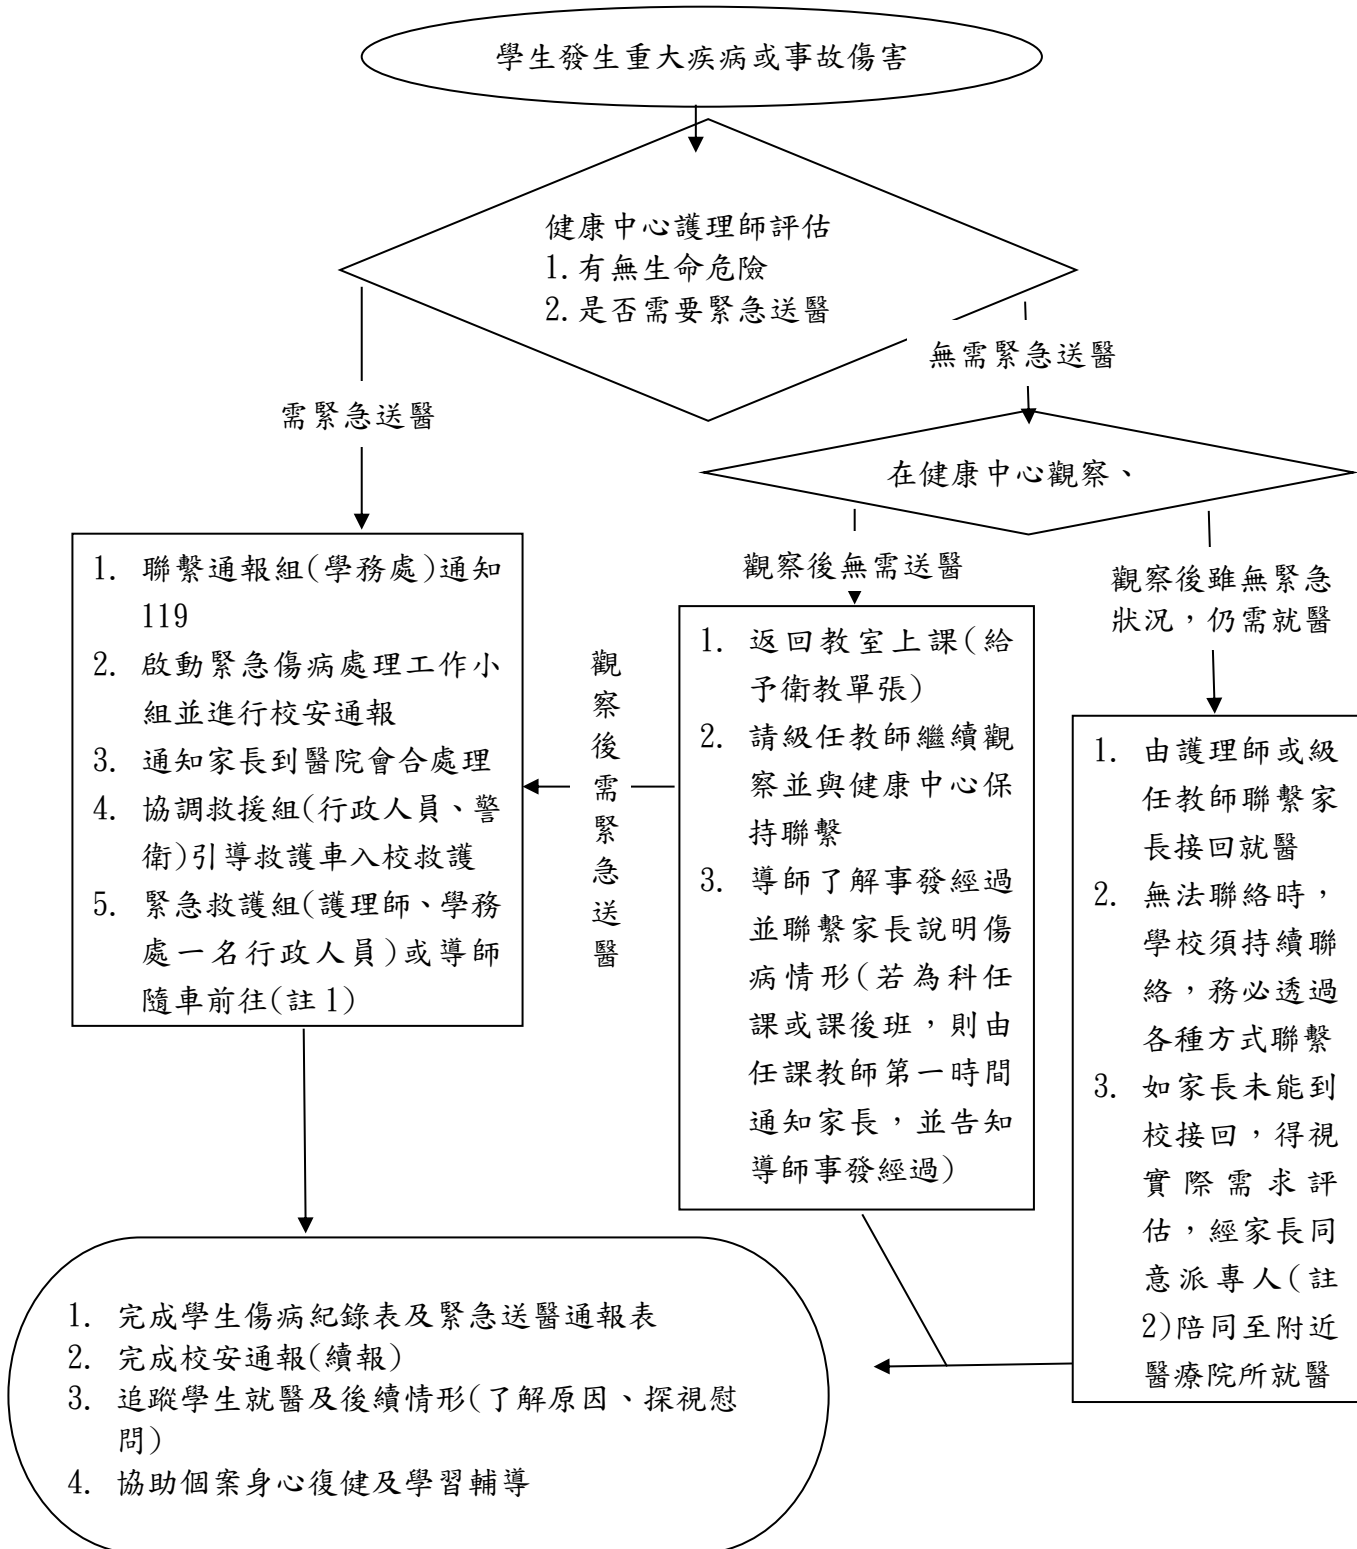 學生發生重大疾病或事故傷害
健康中心護理師評估
1.有無生命危險
2.是否需要緊急送醫
無需緊急送醫
需緊急送醫
在健康中心觀察、
觀察後無需送醫
觀察後雖無緊急
狀況，仍需就醫
1. 聯繫通報組(學務處)通知
119
2. 啟動緊急傷病處理工作小
組並進行校安通報
3. 通知家長到醫院會合處理
4. 協調救援組(行政人員、警
衛)引導救護車入校救護
5. 緊急救護組(護理師、學務
處一名行政人員)或導師
隨車前往(註1)
觀察後需緊急送醫
1. 返回教室上課(給
予衛教單張)
2. 請級任教師繼續觀
察並與健康中心保
持聯繫
3. 導師了解事發經過
並聯繫家長說明傷
病情形(若為科任
課或課後班，則由
任課教師第一時間
通知家長，並告知
導師事發經過)
1. 由護理師或級
任教師聯繫家
長接回就醫
2. 無法聯絡時，
學校須持續聯
絡，務必透過
各種方式聯繫
3. 如家長未能到
校接回，得視
實際需求評
估，經家長同
意派專人(註
2)陪同至附近
醫療院所就醫
1. 完成學生傷病紀錄表及緊急送醫通報表
2. 完成校安通報(續報)
3. 追蹤學生就醫及後續情形(了解原因、探視慰
問)
4. 協助個案身心復健及學習輔導